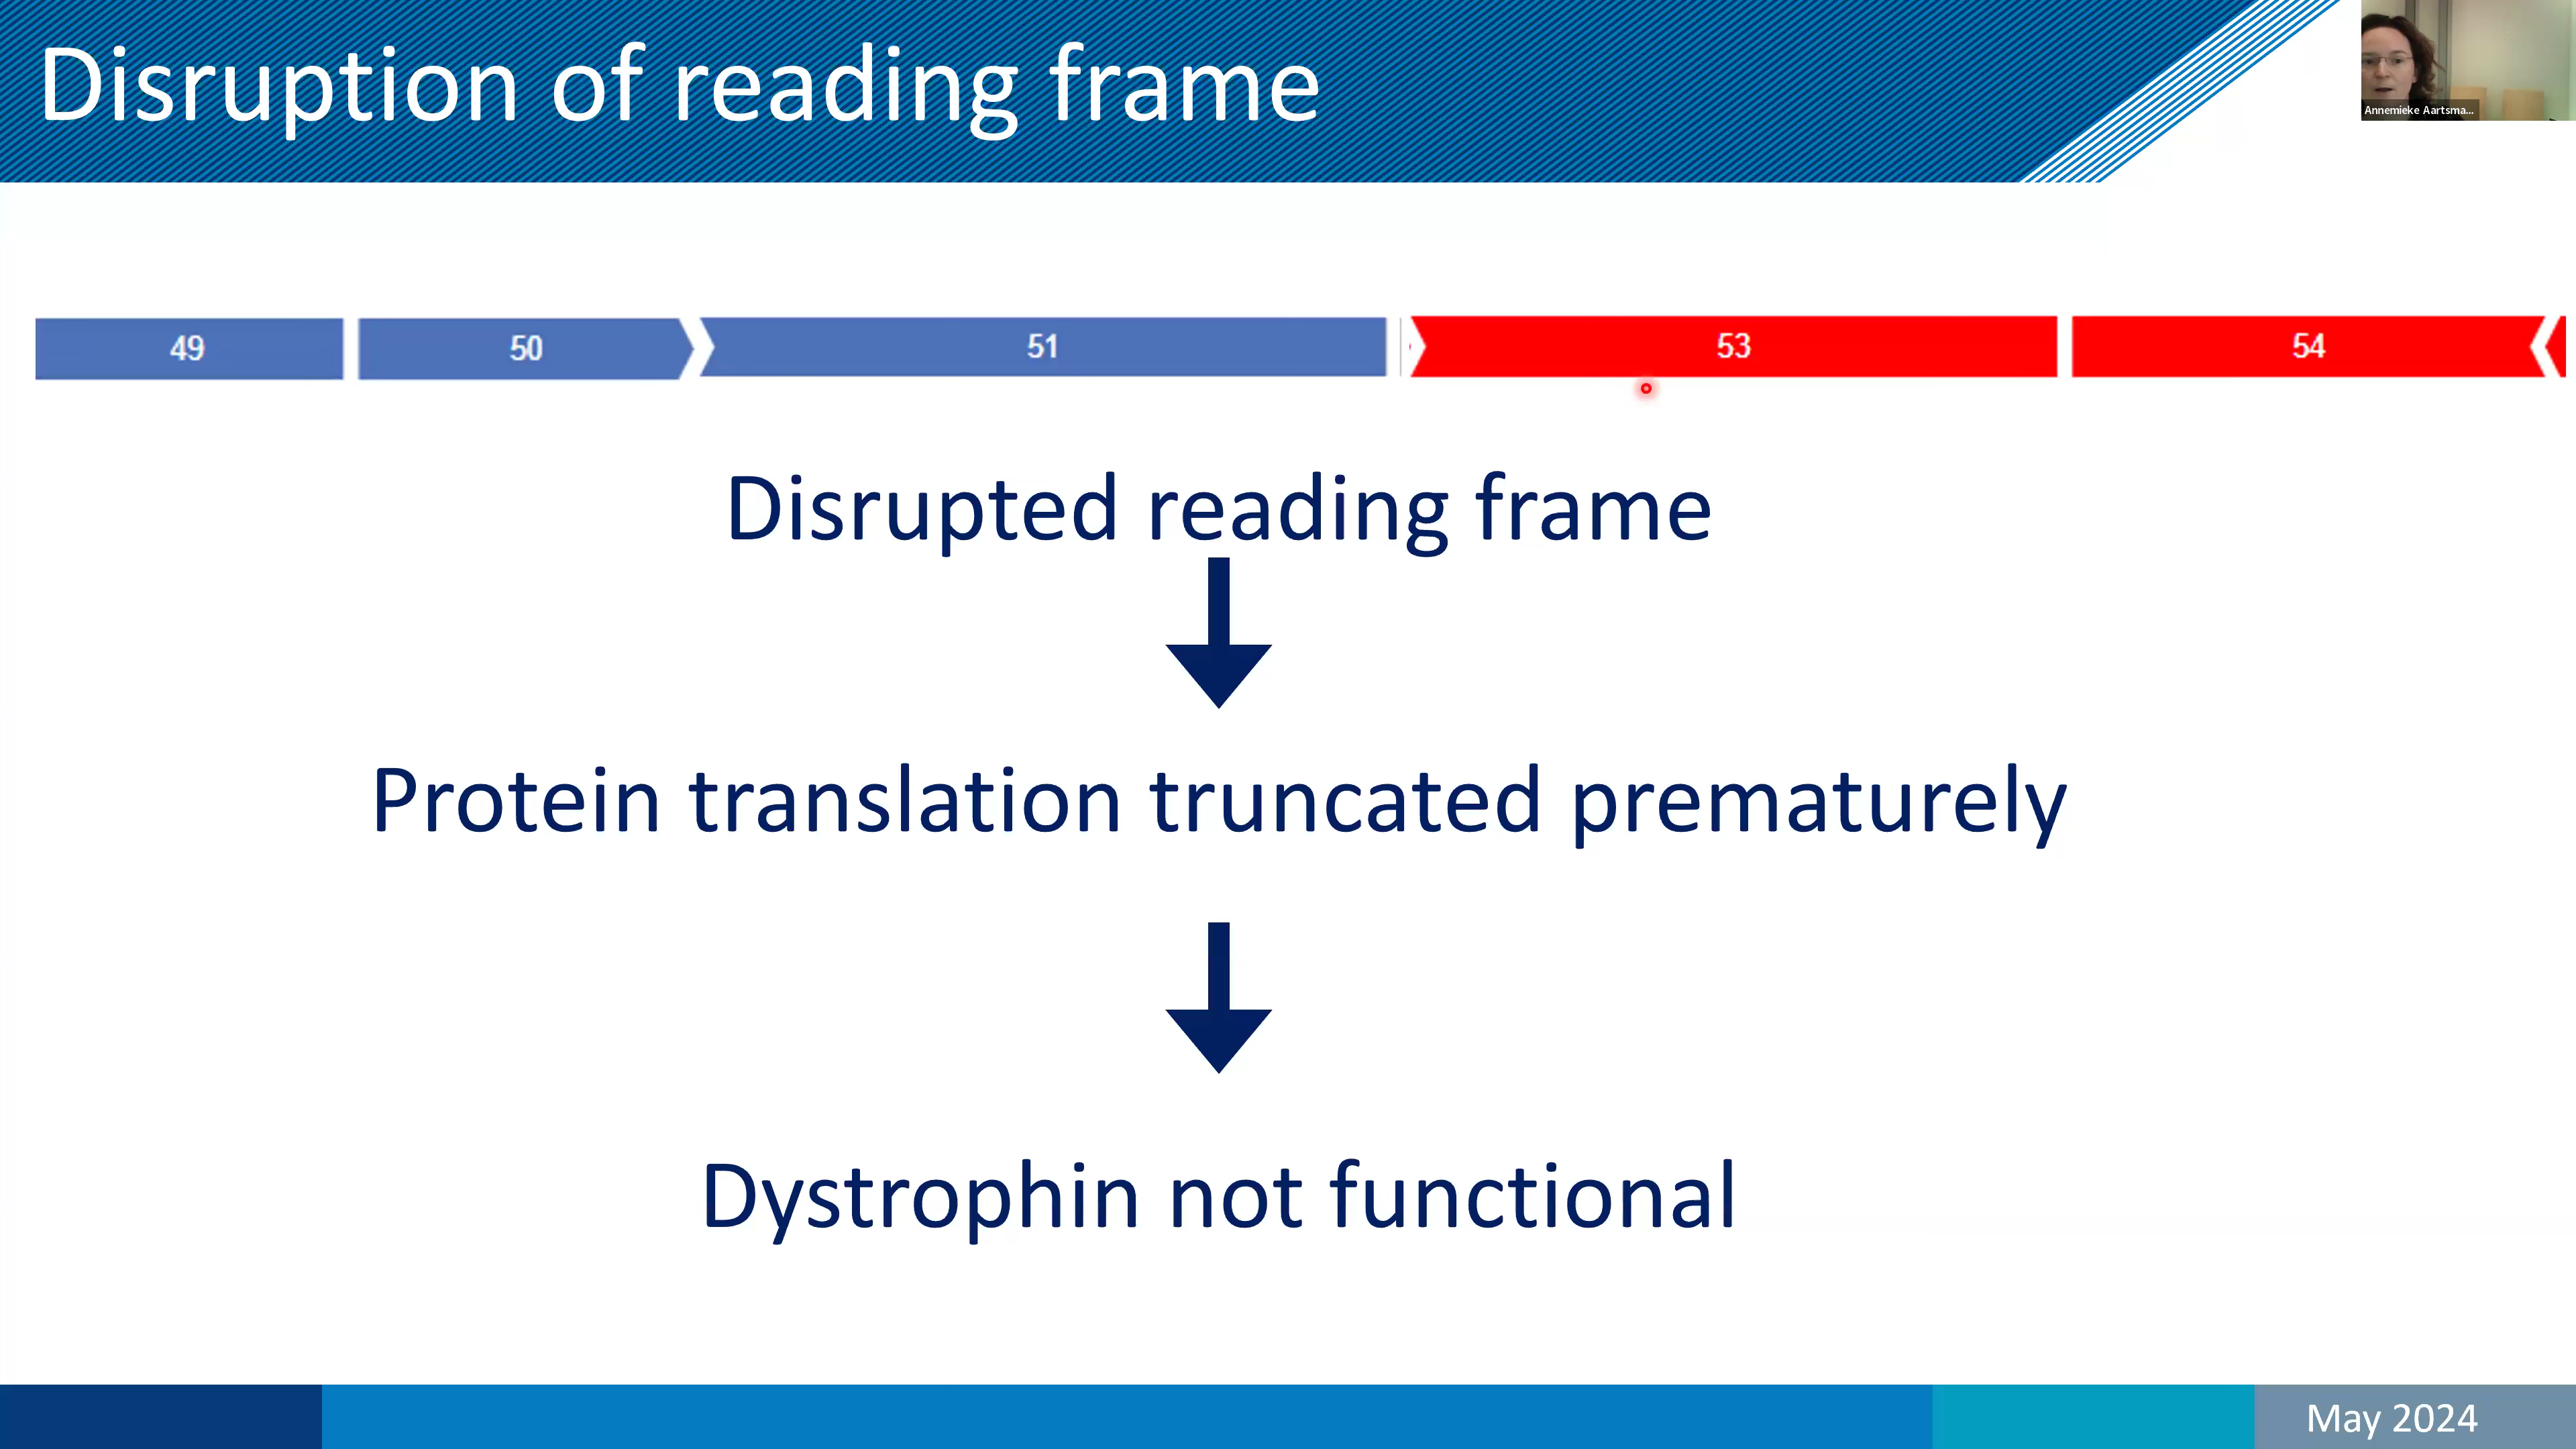 Disruption of reading frame
Annemieke Aartsma...
49 50 51 53 54
Disrupted reading frame
Protein translation truncated prematurely
Dystrophin not functional
May 2024